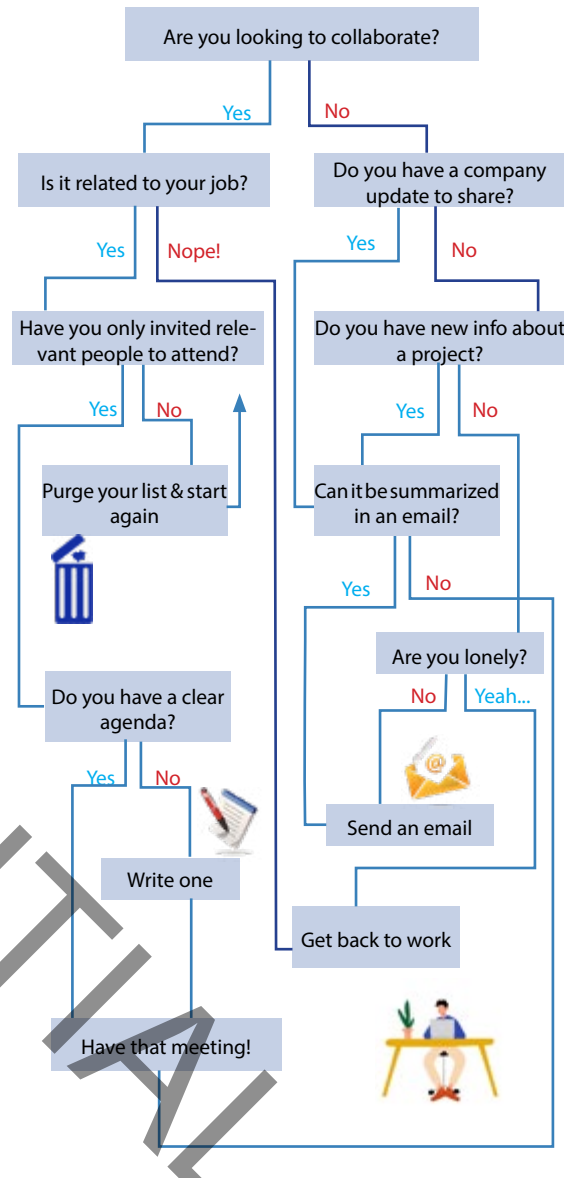 Are you looking to collaborate?
Yes
No
Is it related to your job?
Do you have a company
update to share?
Yes
Nope!
Yes
No
Have you only invited rele-
vant people to attend?
Do you have new info about
a project?
Yes
No
Yes
No
Purge your list & start
again
Can it be summarized
in an email?
Yes
No
Are you lonely?
Do you have a clear
agenda?
No
Yeah...
Yes
No
@
Send an email
Write one
Get back to work
Have that meeting!
TIAL